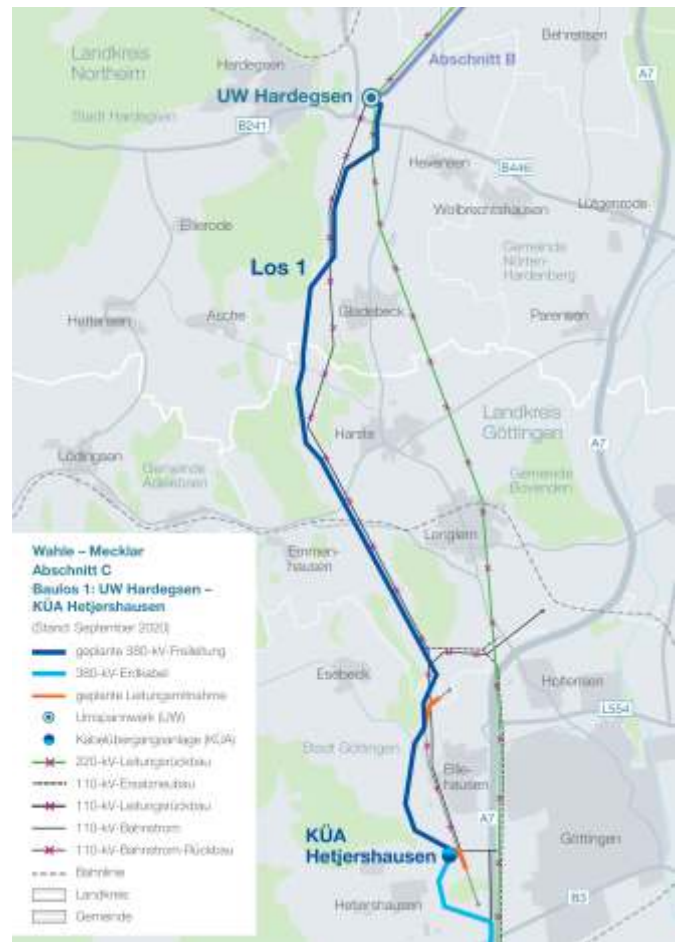 Behrensen
Landkreis
Northeim
Hardegsen
Abschnitt B
A7
UW Hardegsen
Stadt Hardegsen
B241
Hevensen
B446
Ellierode
Wolbrechtshausen
Lütgenrode
Gemeinde
Nörten-
Hardenberg
Los 1
Hettensen
Asche
Gladebeck
Parensen
Landkreis
Göttingen
Harste
A7
Lödingsen
Gemeinde
Adelebsen
Gemeinde
Bovenden
Lenglern
Emmen-
hausen
Wahle – Mecklar
Abschnitt C
Baulos 1: UW Hardegsen –
KÜA Hetjershausen
(Stand: September 2020)
geplante 380-kV-Freileitung
380-kV-Erdkabel
geplante Leitungsmitnahme
Umspannwerk (UW)
Kabelübergangsanlage (KÜA)
220-kV-Leitungsrückbau
110-kV-Ersatzneubau
110-kV-Leitungsrückbau
110-kV-Bahnstrom
110-kV-Bahnstrom-Rückbau
Bahnlinie
Landkreis
Gemeinde
Esebeck
Holtensen
L554
Stadt Göttingen
Elli-
hausen
A7
KÜA
Hetjershausen
Göttingen
Hetjershausen
B3